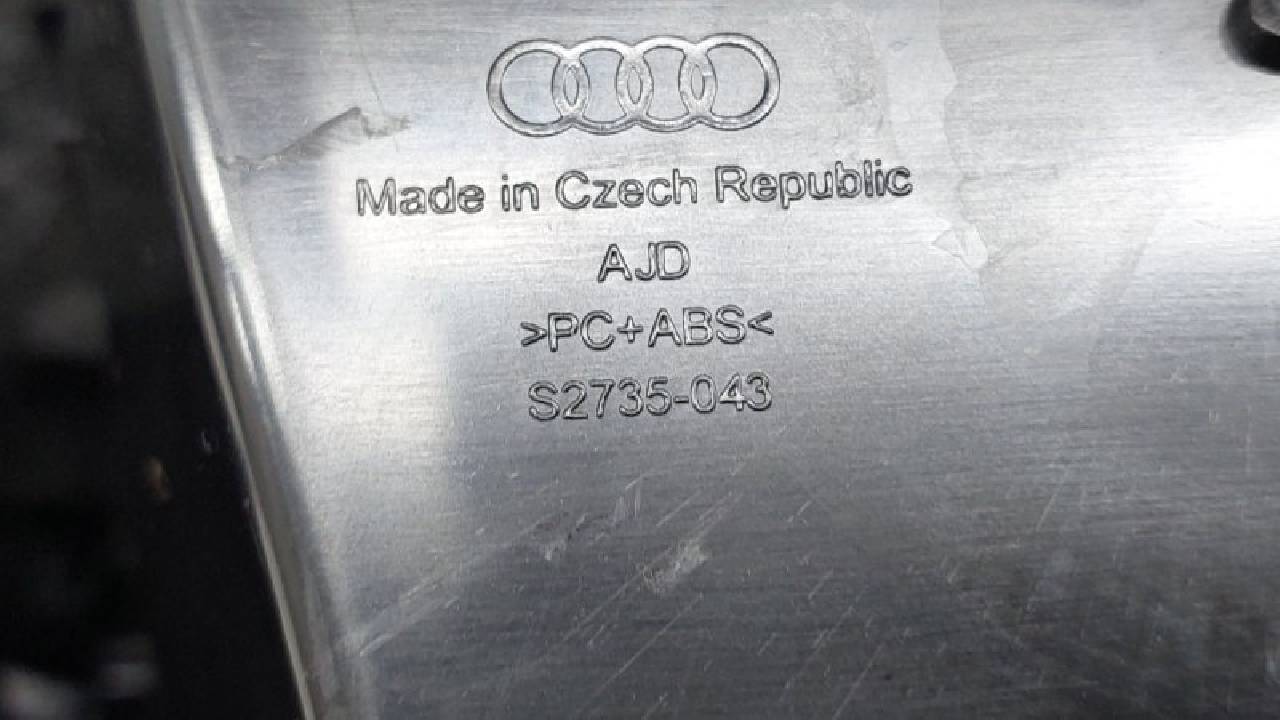 Made in Czech Republic
AJD
>PC+ABS<
S2735-043